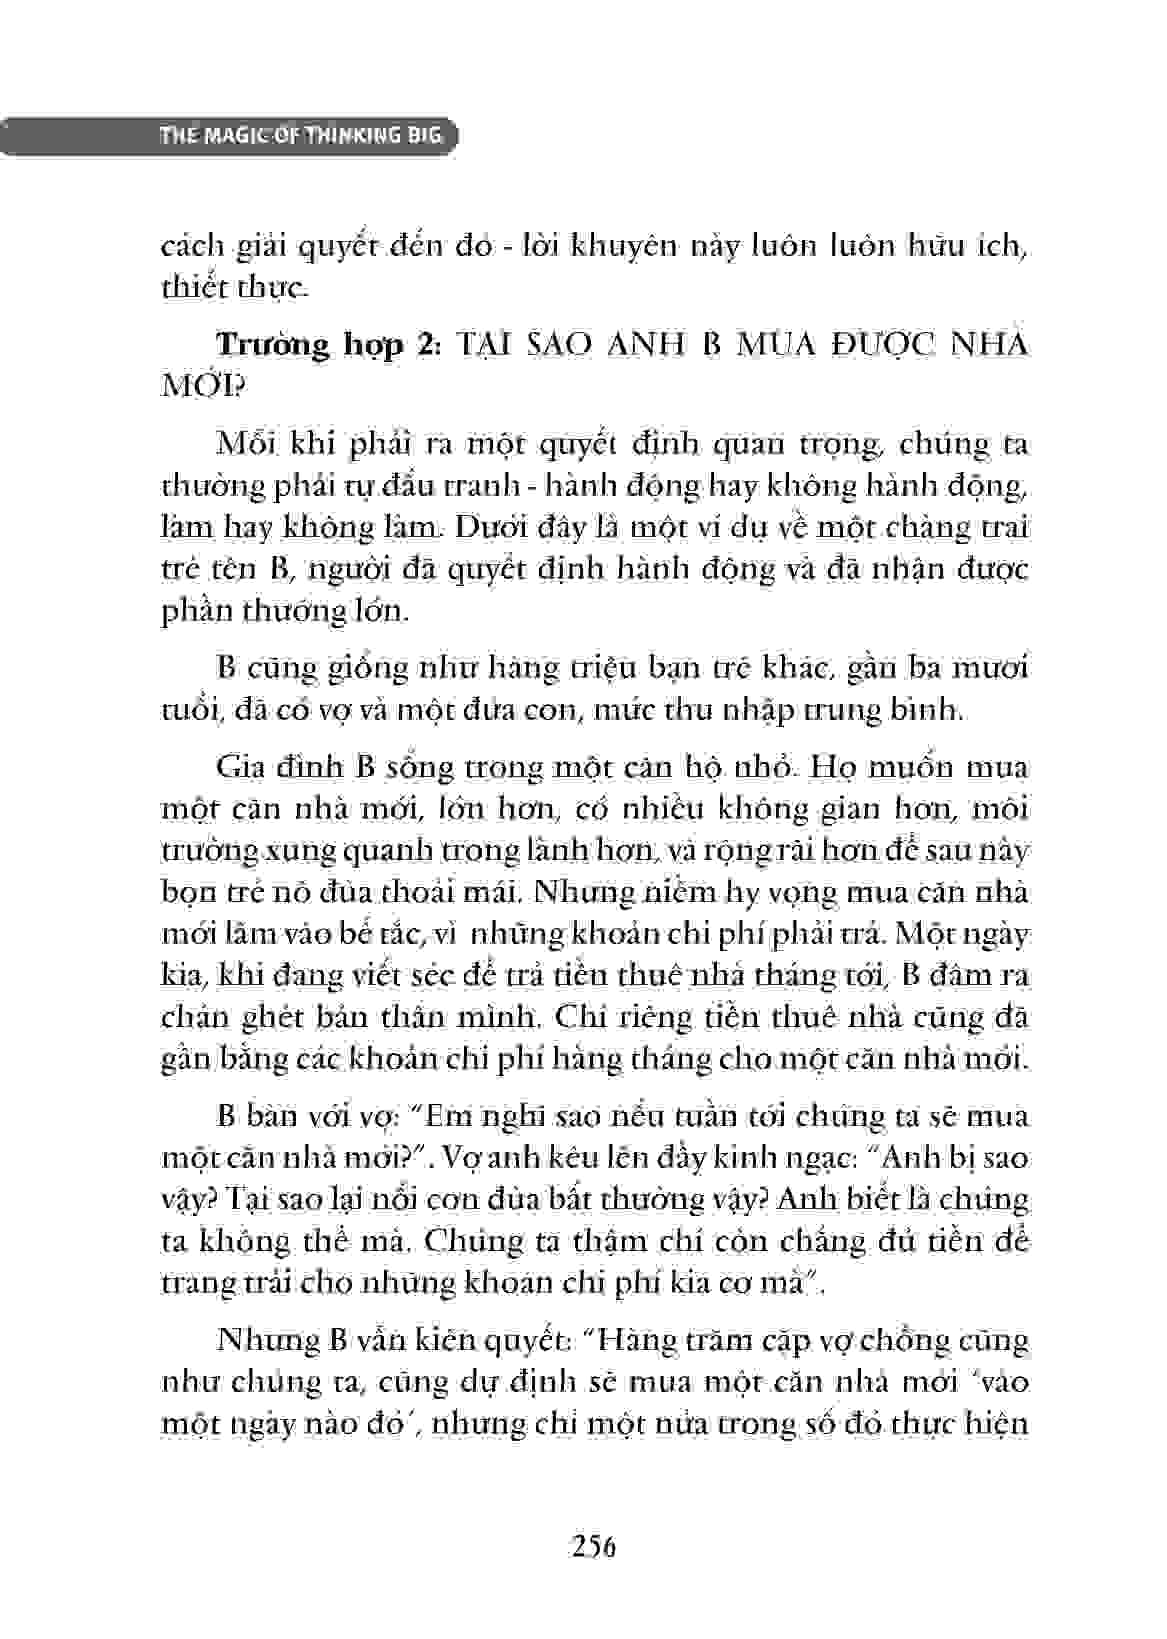 THE MAGIC OF THINKING BIG
cách giải quyết đến đó - lời khuyên này luôn luôn hữu ích,
thiết thực.
Trường hợp 2: TẠI SAO ANH B MUA ĐƯỢC NHÀ
MỚI?
Mỗi khi phải ra một quyết định quan trọng, chúng ta
thường phải tự đấu tranh - hành động hay không hành động,
làm hay không làm. Dưới đây là một ví dụ về một chàng trai
trẻ tên B, người đã quyết định hành động và đã nhận được
phần thưởng lớn.
B cũng giống như hàng triệu bạn trẻ khác, gần ba mươi
tuổi, đã có vợ và một đứa con, mức thu nhập trung bình.
Gia đình B sống trong một căn hộ nhỏ. Họ muốn mua
một căn nhà mới, lớn hơn, có nhiều không gian hơn, môi
trường xung quanh trong lành hơn, và rộng rãi hơn để sau này
bọn trẻ nô đùa thoải mái. Nhưng niềm hy vọng mua căn nhà
mới lâm vào bế tắc, vì những khoản chi phí phải trả. Một ngày
kia, khi đang viết séc để trả tiền thuê nhà tháng tới, B đâm ra
chán ghét bản thân mình. Chỉ riêng tiền thuê nhà cũng đã
gần bằng các khoản chi phí hàng tháng cho một căn nhà mới.
B bàn với vợ: “Em nghĩ sao nếu tuần tới chúng ta sẽ mua
một căn nhà mới?”. Vợ anh kêu lên đầy kinh ngạc: “Anh bị sao
vậy? Tại sao lại nổi cơn đùa bất thường vậy? Anh biết là chúng
ta không thể mà. Chúng ta thậm chí còn chẳng đủ tiền để
trang trải cho những khoản chi phí kia cơ mà”.
Nhưng B vẫn kiên quyết: “Hàng trăm cặp vợ chồng cũng
như chúng ta, cũng dự định sẽ mua một căn nhà mới ‘vào
một ngày nào đó’, nhưng chỉ một nửa trong số đó thực hiện
256